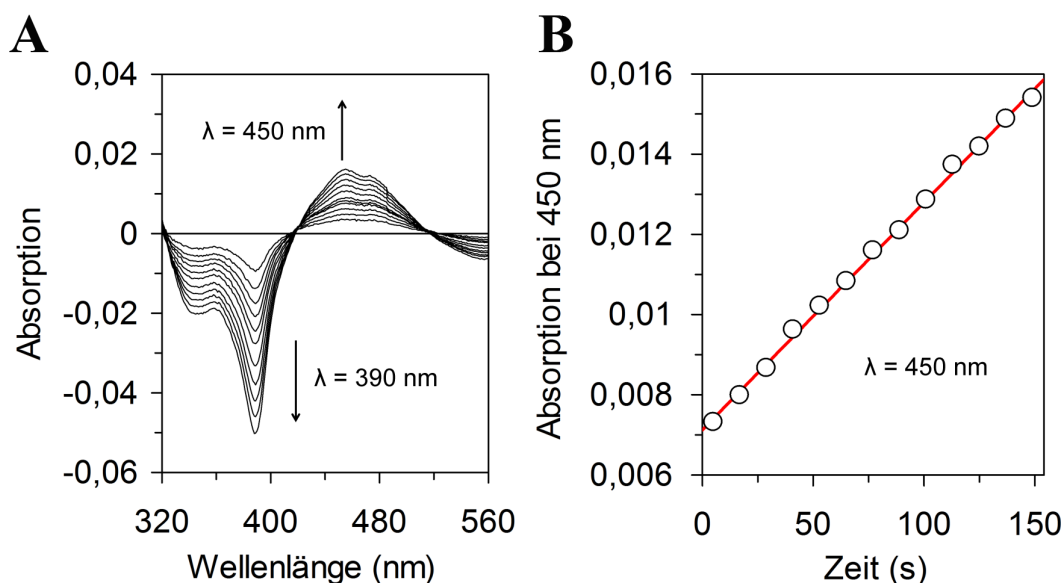 A
0,04
0,02
0
-0,02
-0,04
-0,06
Absorption
λ = 450 nm
λ = 390 nm
320
400
480
560
Wellenlänge (nm)
B
0,016
0,014
0,012
0,01
0,008
0,006
Absorption bei 450 nm
λ = 450 nm
0
50
100
150
Zeit (s)